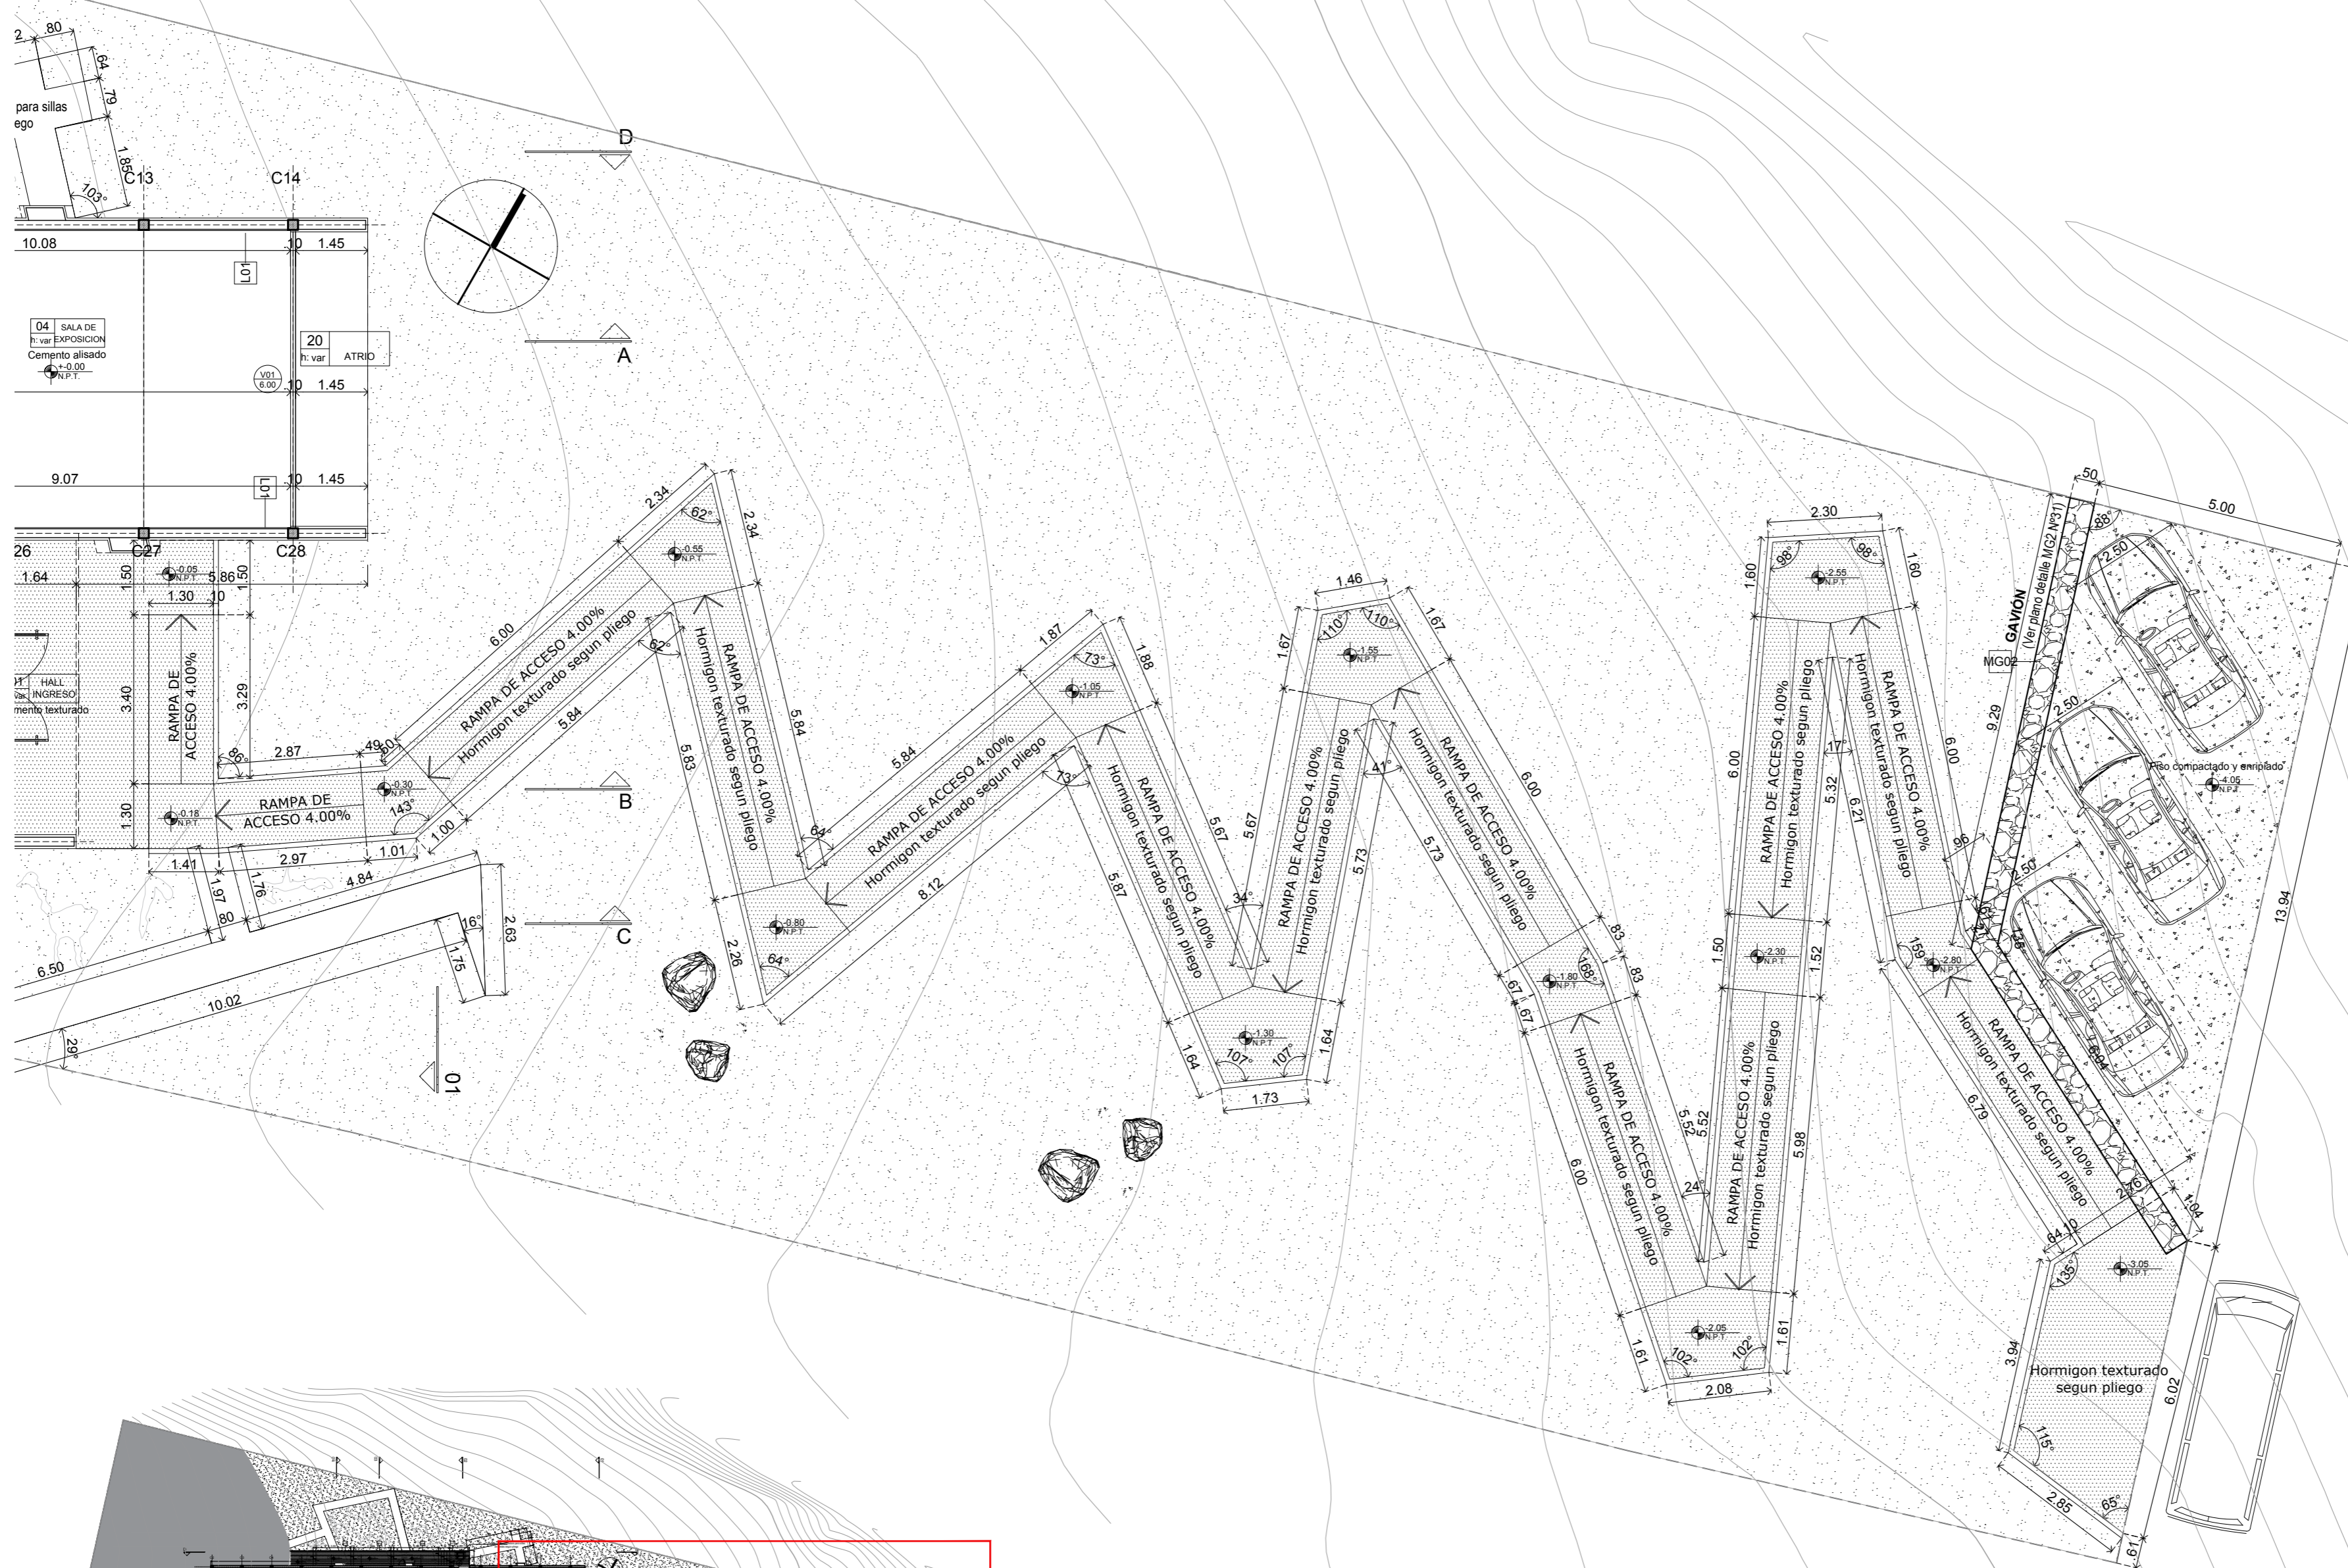 2
.80
.64
.79
para sillas
ego
1.85
103°
C13
C14
D
10.08
.10
1.45
L01
A
04
SALA DE
h: var
EXPOSICION
Cemento alisado
+-0.00
N.P.T.
20
h: var
ATRIO
V01
6.00
.10
1.45
9.07
L01
.10
1.45
26
C27
C28
1.64
1.50
-0.05
N.P.T.
5.86
1.50
1.30
.10
HALL
INGRESO
mento texturado
3.40
RAMPA DE
ACCESO 4.00%
3.29
86°
2.87
.49
.50
1.30
-0.18
N.P.T.
RAMPA DE
ACCESO 4.00%
-0.30
N.P.T.
143°
1.00
1.41
2.97
1.01
1.97
1.76
.80
4.84
16°
2.63
1.75
6.50
10.02
29°
01
B
C
6.00
2.34
62°
2.34
-0.55
N.P.T.
RAMPA DE ACCESO 4.00%
Hormigon texturado segun pliego
5.84
62°
RAMPA DE ACCESO 4.00%
Hormigon texturado segun pliego
5.83
5.84
64°
-0.80
N.P.T.
2.26
64°
5.84
RAMPA DE ACCESO 4.00%
Hormigon texturado segun pliego
8.12
1.87
73°
1.88
-1.05
N.P.T.
73°
RAMPA DE ACCESO 4.00%
Hormigon texturado segun pliego
5.87
5.67
34°
-1.30
N.P.T.
1.64
107°
107°
1.64
1.73
5.67
RAMPA DE ACCESO 4.00%
Hormigon texturado segun pliego
5.73
1.67
1.46
110°
110°
1.67
-1.55
N.P.T.
41°
RAMPA DE ACCESO 4.00%
Hormigon texturado segun pliego
6.00
5.73
.83
.83
168°
-1.80
N.P.T.
.67
.67
RAMPA DE ACCESO 4.00%
Hormigon texturado segun pliego
6.00
5.52
5.52
24°
-2.05
N.P.T.
1.61
102°
102°
1.61
2.08
RAMPA DE ACCESO 4.00%
Hormigon texturado segun pliego
5.98
1.50
-2.30
N.P.T.
1.52
6.00
RAMPA DE ACCESO 4.00%
Hormigon texturado segun pliego
5.32
1.60
2.30
98°
98°
1.60
-2.55
N.P.T.
17°
6.21
RAMPA DE ACCESO 4.00%
Hormigon texturado segun pliego
6.00
.96
159°
-2.80
N.P.T.
RAMPA DE ACCESO 4.00%
Hormigon texturado segun pliego
6.79
6.94
GAVIÓN
(Ver plano detalle MG2 Nº31)
MG02
9.29
.50
5.00
88°
2.50
2.50
2.50
Piso compactado y enripiado
-4.05
N.P.T.
13.94
136°
2.76
1.04
.64
.10
-3.05
N.P.T.
135°
3.94
Hormigon texturado
segun pliego
6.02
115°
2.85
65°
.61